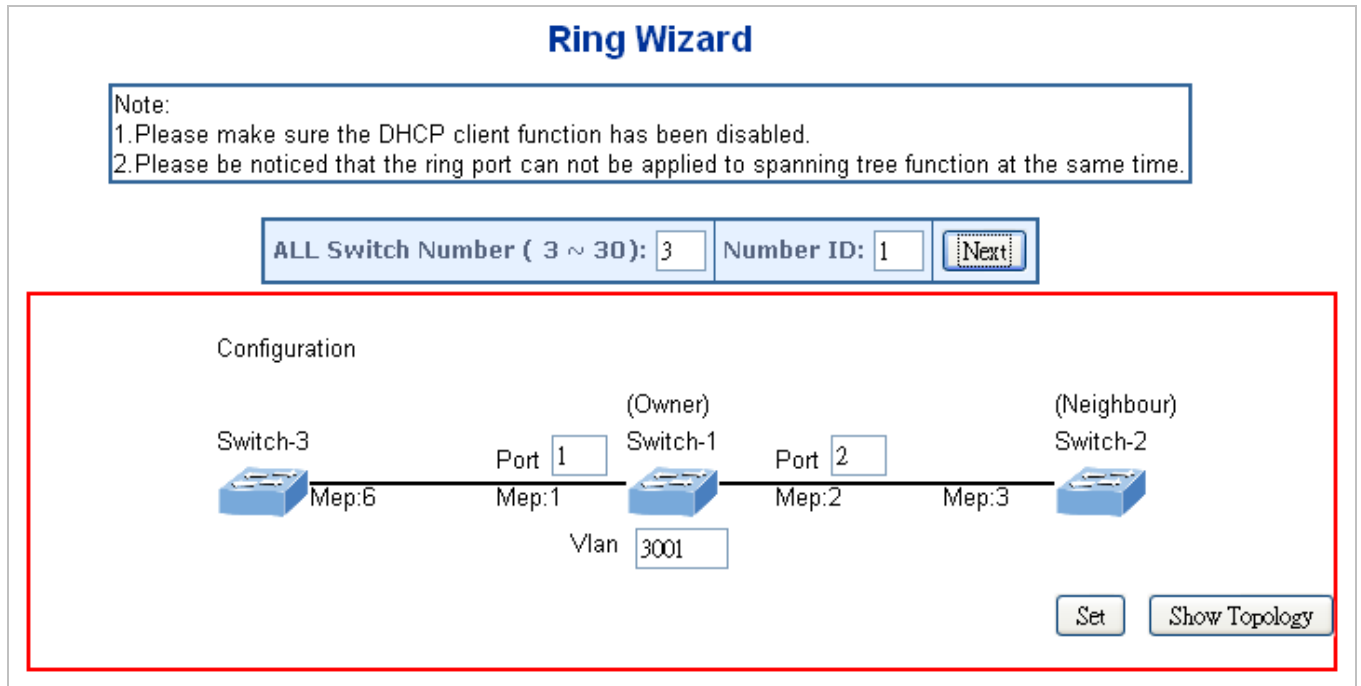 Ring Wizard
Note:
1.Please make sure the DHCP client function has been disabled.
2.Please be noticed that the ring port can not be applied to spanning tree function at the same time.
ALL Switch Number ( 3 ~ 30): 3 Number ID: 1 Next
Configuration
(Owner) (Neighbour)
Switch-3 Port 1 Switch-1 Port 2 Switch-2
Mep:6 Mep:1 Mep:2 Mep:3
Vlan 3001
Set Show Topology